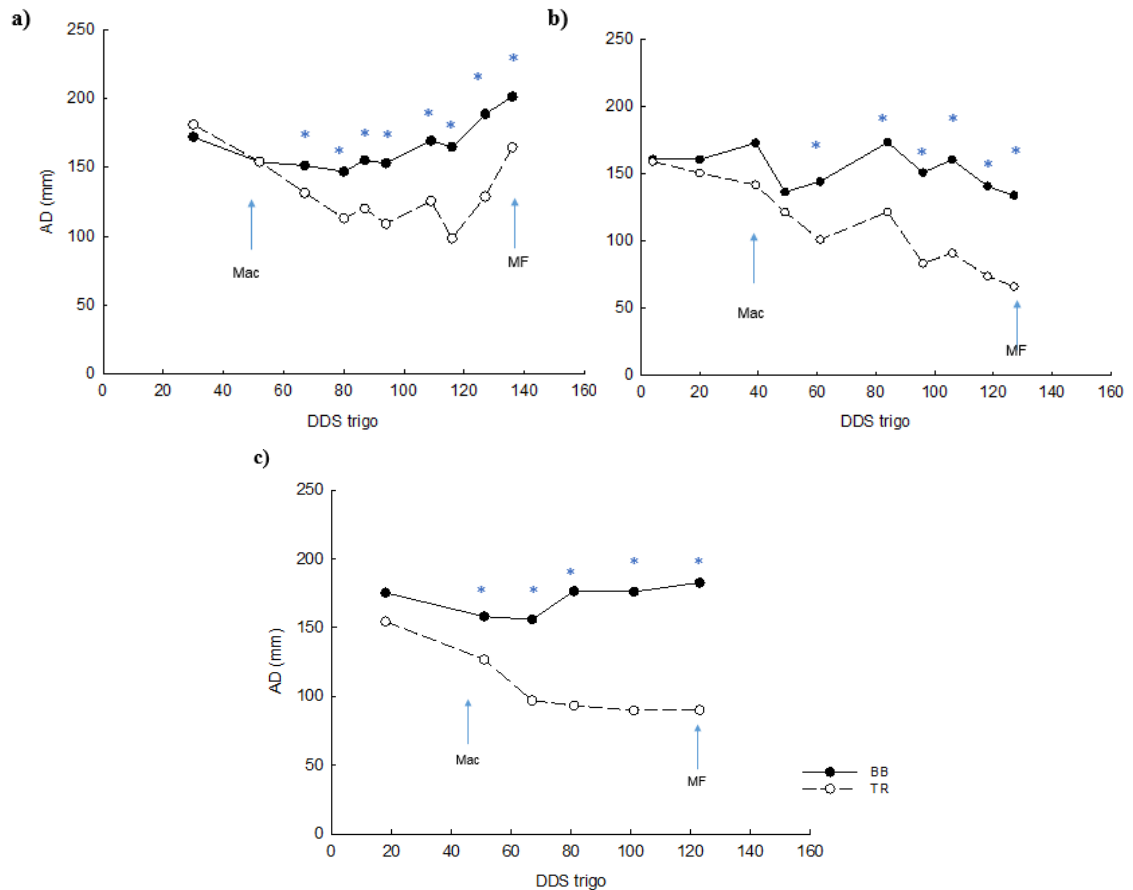 a)
250
200
150
100
50
0
AD (mm)
* * * * * * * *
Mac
MF
0 20 40 60 80 100 120 140 160
DDS trigo
b)
250
200
150
100
50
0
* * * * * *
Mac
MF
0 20 40 60 80 100 120 140 160
DDS trigo
c)
250
200
150
100
50
0
AD (mm)
* * * * *
Mac
MF
0 20 40 60 80 100 120 140 160
DDS trigo
BB
TR